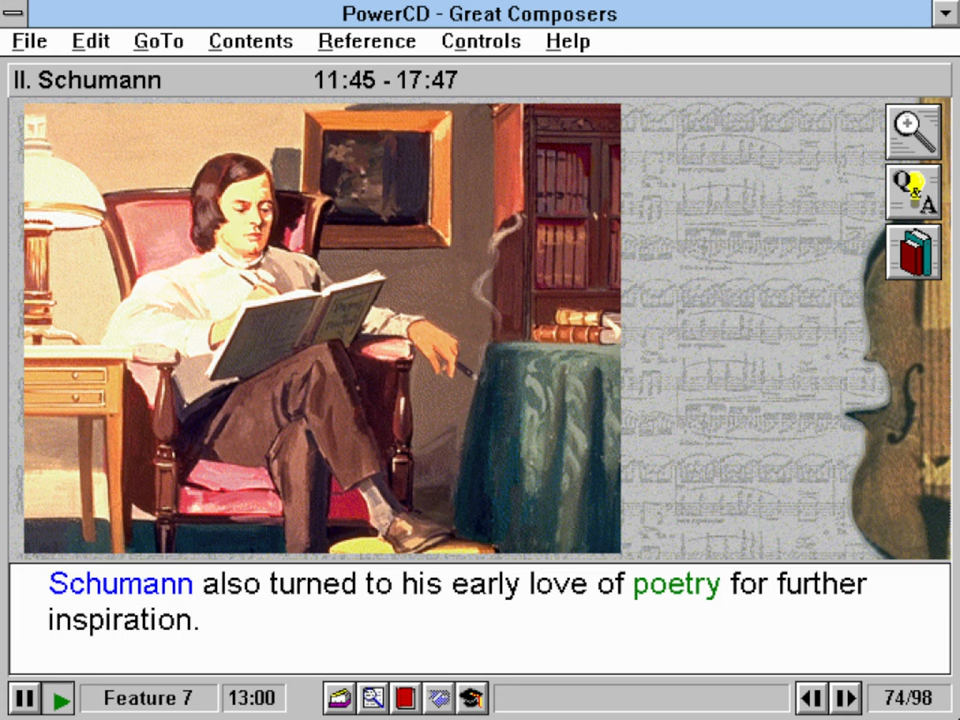 PowerCD - Great Composers
File Edit GoTo Contents Reference Controls Help
II. Schumann 11:45 - 17:47
Q & A
Schumann also turned to his early love of poetry for further
inspiration.
Feature 7 13:00 74/98